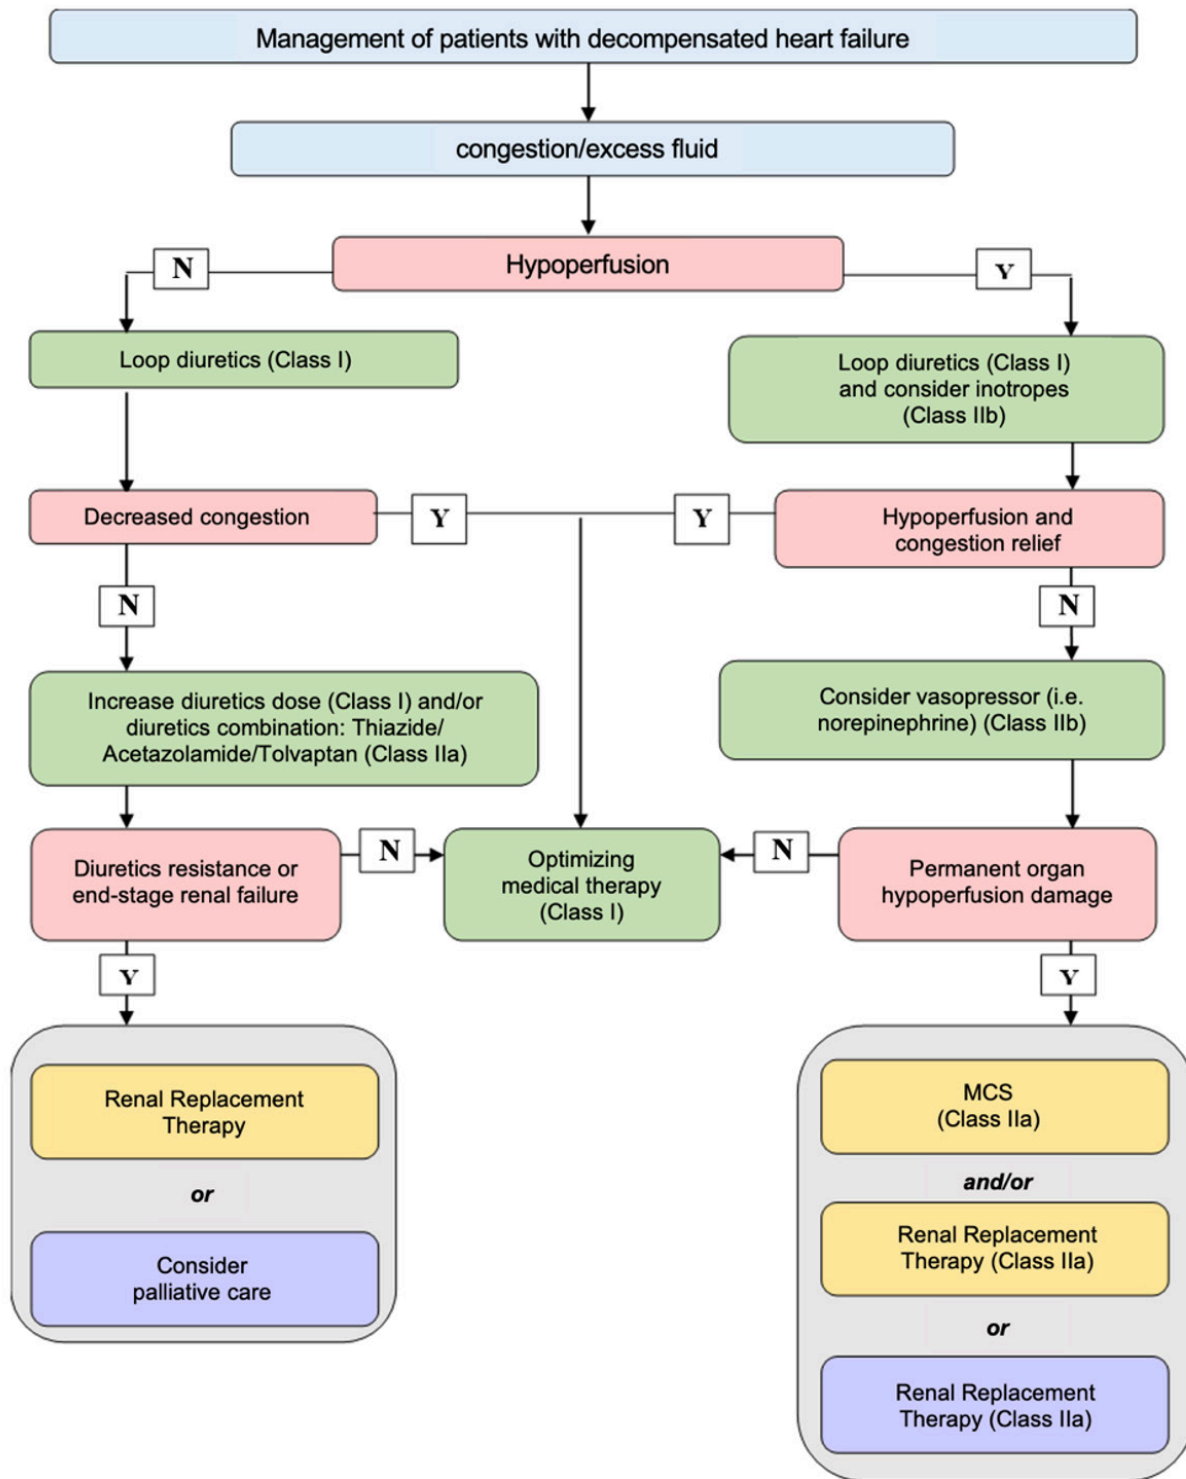 Management of patients with decompensated heart failure
congestion/excess fluid
Hypoperfusion
N
Y
Loop diuretics (Class I)
Loop diuretics (Class I)
and consider inotropes
(Class IIb)
Decreased congestion
Y
Y
Hypoperfusion and
congestion relief
N
N
Increase diuretics dose (Class I) and/or
diuretics combination: Thiazide/
Acetazolamide/Tolvaptan (Class IIa)
Consider vasopressor (i.e.
norepinephrine) (Class IIb)
Diuretics resistance or
end-stage renal failure
N
Optimizing
medical therapy
(Class I)
N
Permanent organ
hypoperfusion damage
Y
Y
Renal Replacement
Therapy
or
Consider
palliative care
MCS
(Class IIa)
and/or
Renal Replacement
Therapy (Class IIa)
or
Renal Replacement
Therapy (Class IIa)